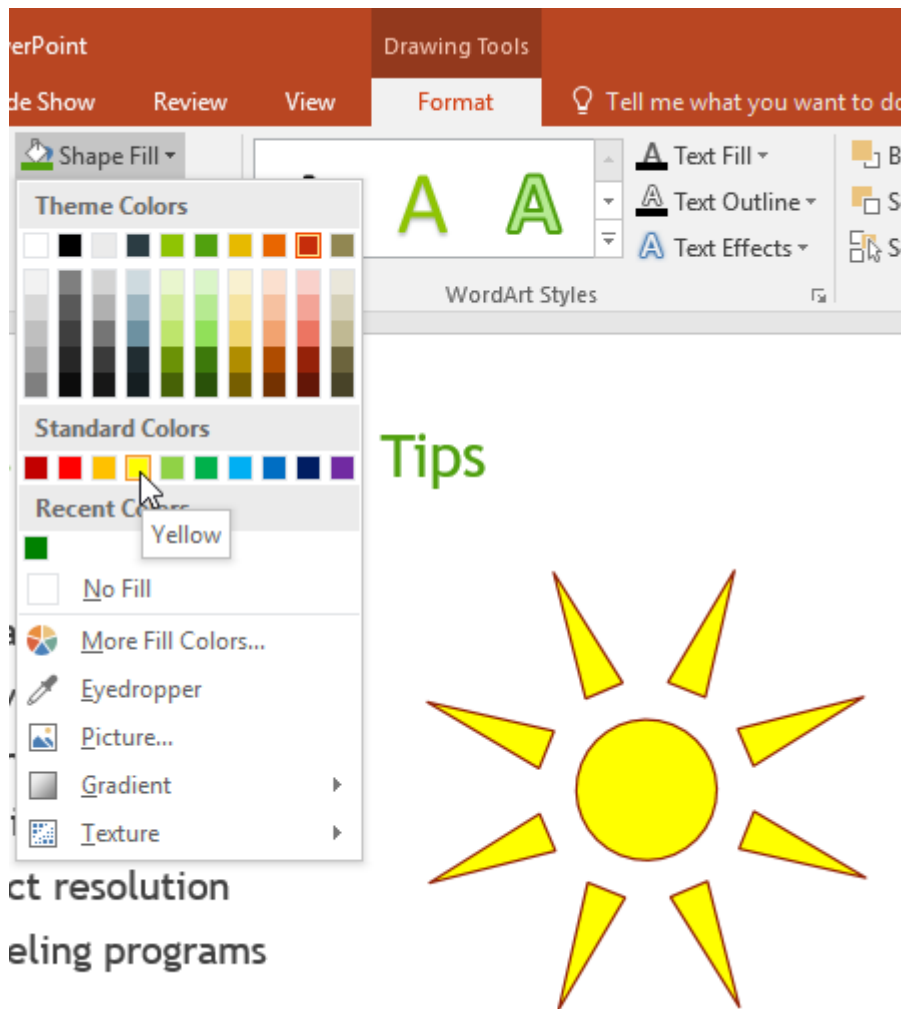 erPoint
Drawing Tools
de Show Review View Format Tell me what you want to do
Shape Fill
Text Fill
B
Text Outline
S
Text Effects
S
A A
WordArt Styles
Theme Colors
Standard Colors
Recent Colors
Yellow
No Fill
More Fill Colors...
Eyedropper
Picture...
Gradient
Texture
Tips
ct resolution
eling programs